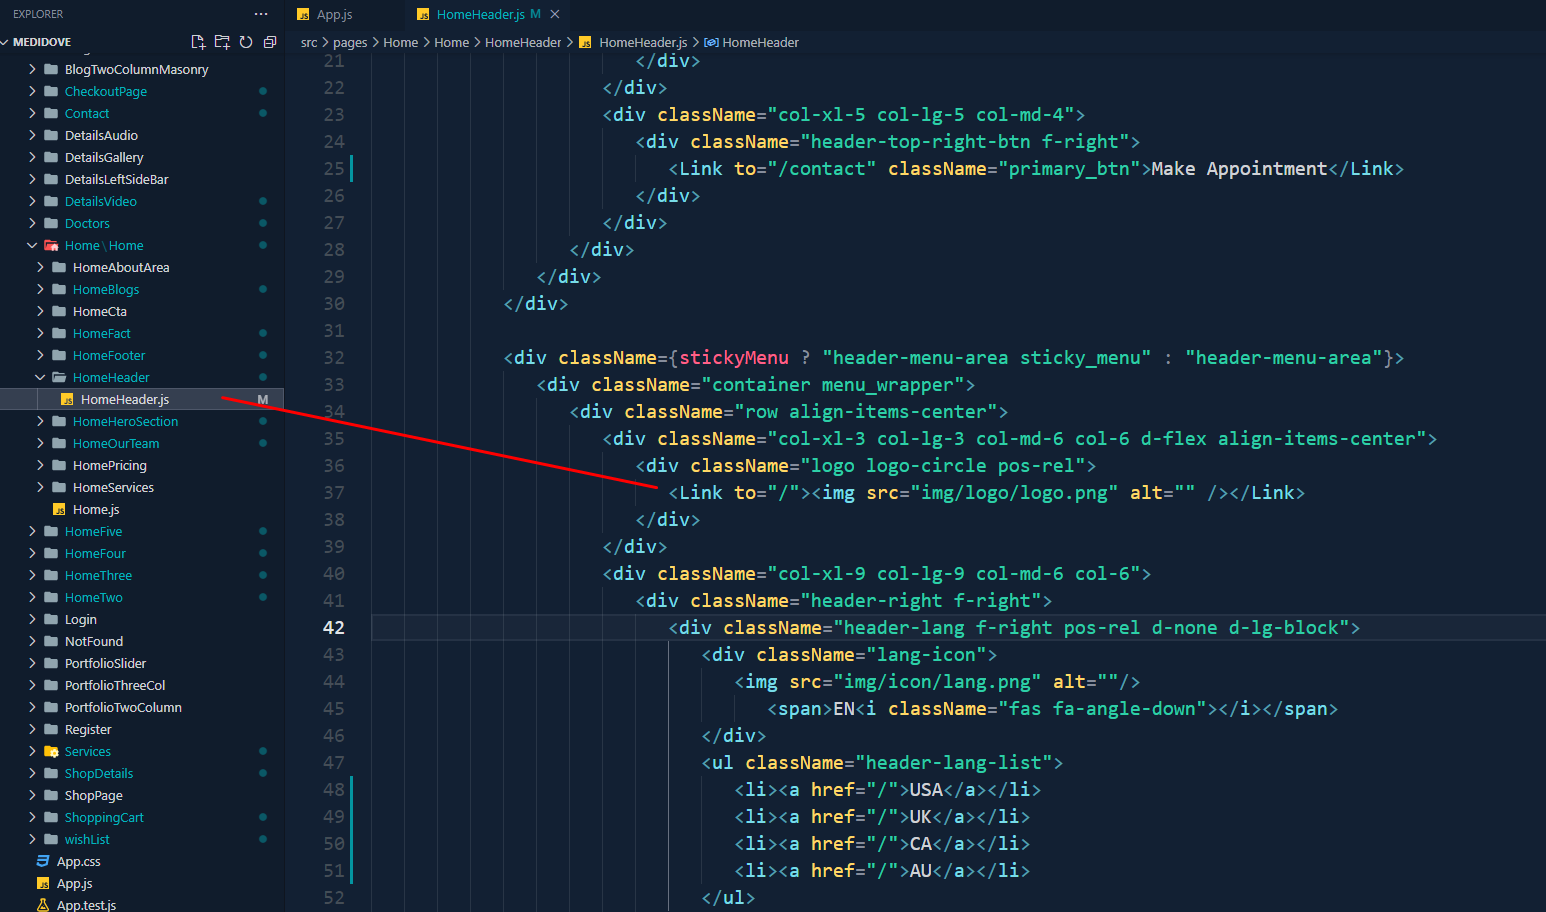 EXPLORER
MEDIDOVE
BlogTwoColumnMasonry
CheckoutPage
Contact
DetailsAudio
DetailsGallery
DetailsLeftSideBar
DetailsVideo
Doctors
Home \ Home
HomeAboutArea
HomeBlogs
HomeCta
HomeFact
HomeFooter
HomeHeader
JS HomeHeader.js M
HomeHeroSection
HomeOurTeam
HomePricing
HomeServices
JS Home.js
HomeFive
HomeFour
HomeThree
HomeTwo
Login
NotFound
PortfolioSlider
PortfolioThreeCol
PortfolioTwoColumn
Register
Services
ShopDetails
ShopPage
ShoppingCart
wishList
App.css
JS App.js
App.test.js
JS App.js
JS HomeHeader.js M
src > pages > Home > Home > HomeHeader > JS HomeHeader.js > HomeHeader
21 </div>
22 </div>
23 <div className="col-xl-5 col-lg-5 col-md-4">
24 <div className="header-top-right-btn f-right">
25 <Link to="/contact" className="primary_btn">Make Appointment</Link>
26 </div>
27 </div>
28 </div>
29 </div>
30 </div>
31
32 <div className={stickyMenu ? "header-menu-area sticky_menu" : "header-menu-area"}>
33 <div className="container menu_wrapper">
34 <div className="row align-items-center">
35 <div className="col-xl-3 col-lg-3 col-md-6 col-6 d-flex align-items-center">
36 <div className="logo logo-circle pos-rel">
37 <Link to="/"><img src="img/logo/logo.png" alt="" /></Link>
38 </div>
39 </div>
40 <div className="col-xl-9 col-lg-9 col-md-6 col-6">
41 <div className="header-right f-right">
42 <div className="header-lang f-right pos-rel d-none d-lg-block">
43 <div className="lang-icon">
44 <img src="img/icon/lang.png" alt=""/>
45 <span>EN<i className="fas fa-angle-down"></i></span>
46 </div>
47 <ul className="header-lang-list">
48 <li><a href="/">USA</a></li>
49 <li><a href="/">UK</a></li>
50 <li><a href="/">CA</a></li>
51 <li><a href="/">AU</a></li>
52 </ul>